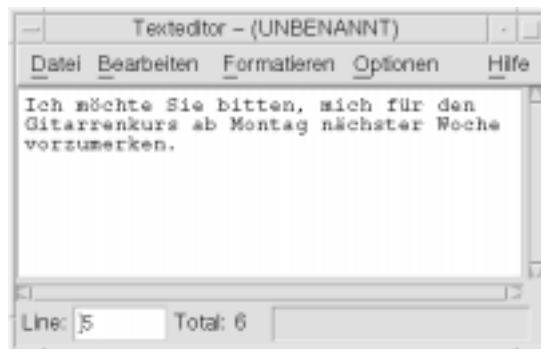 Texteditor – (UNBENANNT)
Datei Bearbeiten Formatieren Optionen Hilfe
Ich möchte Sie bitten, mich für den
Gitarrenkurs ab Montag nächster Woche
vorzumerken.
Line: 5 Total: 6